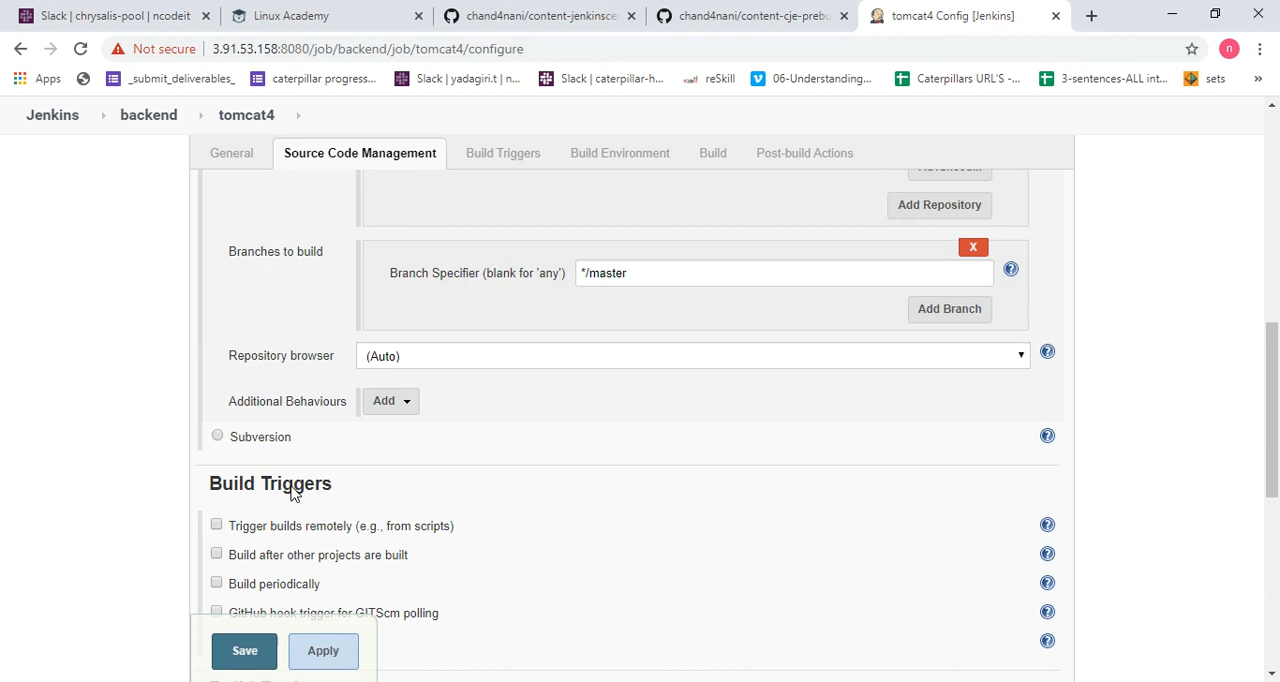 Slack | chrysalis-pool | ncodeit
Linux Academy
chand4nani/content-jenkinsce
chand4nani/content-cje-prebu
tomcat4 Config [Jenkins]
Not secure | 3.91.53.158:8080/job/backend/job/tomcat4/configure
n
Apps
_submit_deliverables_
caterpillar progress...
Slack | yadagiri.t | n...
Slack | caterpillar-h...
reSkill
06-Understanding...
Caterpillars URL'S -...
3-sentences-ALL int...
sets
»
Jenkins backend tomcat4
General Source Code Management Build Triggers Build Environment Build Post-build Actions
Add Repository
Branches to build
X
Branch Specifier (blank for 'any') */master
Add Branch
Repository browser (Auto)
Additional Behaviours Add
Subversion
Build Triggers
Trigger builds remotely (e.g., from scripts)
Build after other projects are built
Build periodically
GitHub hook trigger for GITScm polling
Save Apply